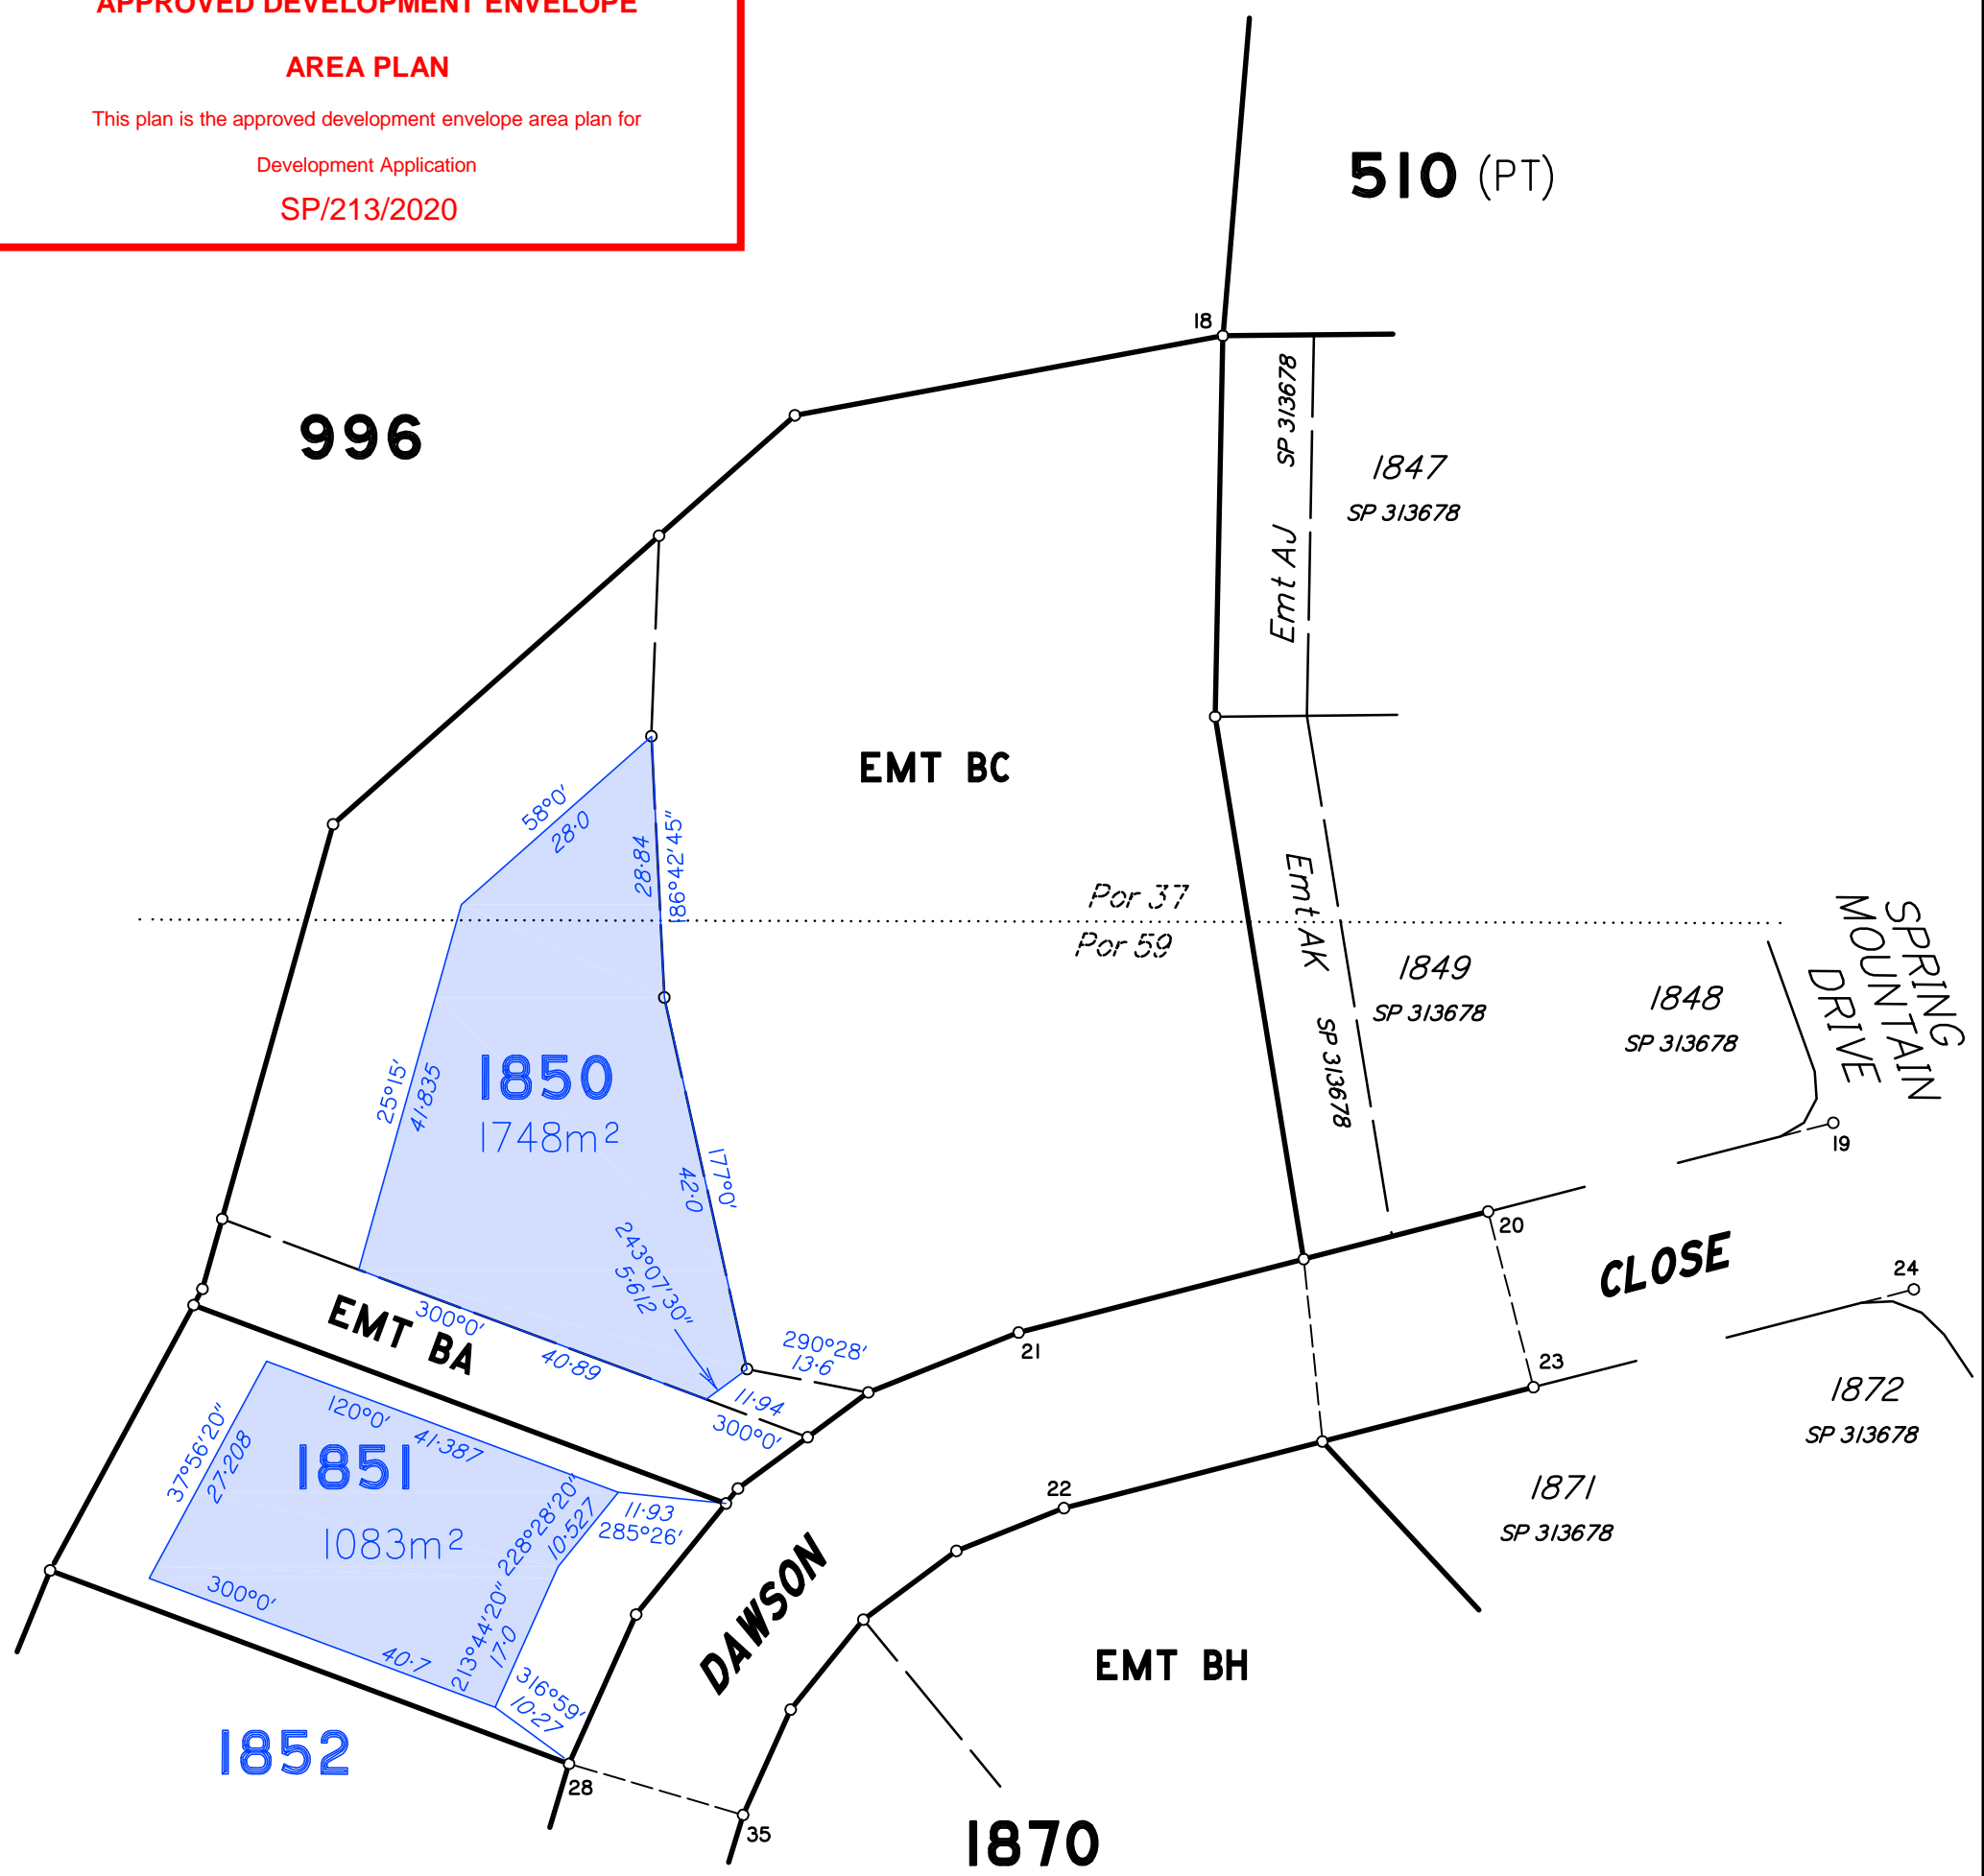 APPROVED DEVELOPMENT ENVELOPE
AREA PLAN
This plan is the approved development envelope area plan for
Development Application
SP/213/2020
510 (PT)
18
996
SP 313678
Emt AJ
1847
SP 313678
EMT BC
58°0'
28·0
28·84
186°42'45"
Por 37
Por 59
Emt AK
SP 313678
1849
SP 313678
1848
SP 313678
SPRING
MOUNTAIN
DRIVE
19
25°15'
41·835
1850
1748m²
177°0'
42·0
243°07'30"
5·612
20
CLOSE
24
EMT BA
300°0'
40·89
290°28'
13·6
21
23
11·94
300°0'
1872
SP 313678
37°56'20"
27·208
120°0'
41·387
1851
1083m²
228°28'20"
10·527
11·93
285°26'
22
1871
SP 313678
300°0'
40·7
213°44'20"
17·0
316°59'
10·27
DAWSON
EMT BH
1852
28
35
1870